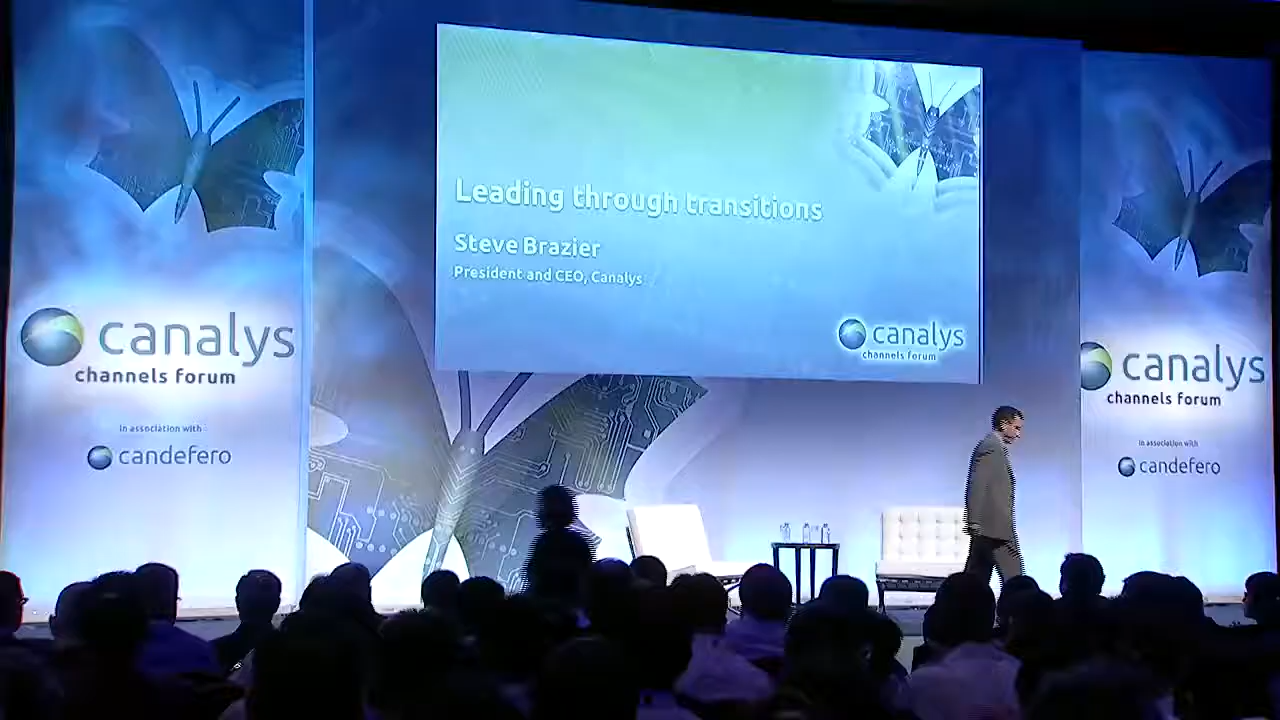 Leading through transitions
Steve Brazier
President and CEO, Canalys
canalys
channels forum
canalys
channels forum
In association with
candefero
canalys
channels forum
In association with
candefero